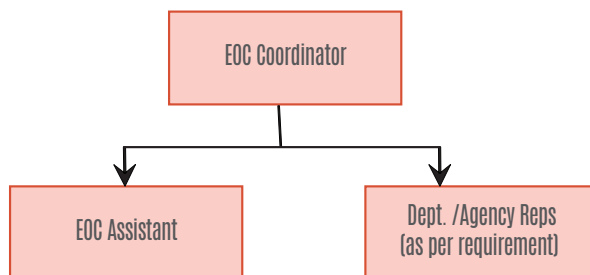 EOC Coordinator
EOC Assistant
Dept. /Agency Reps
(as per requirement)